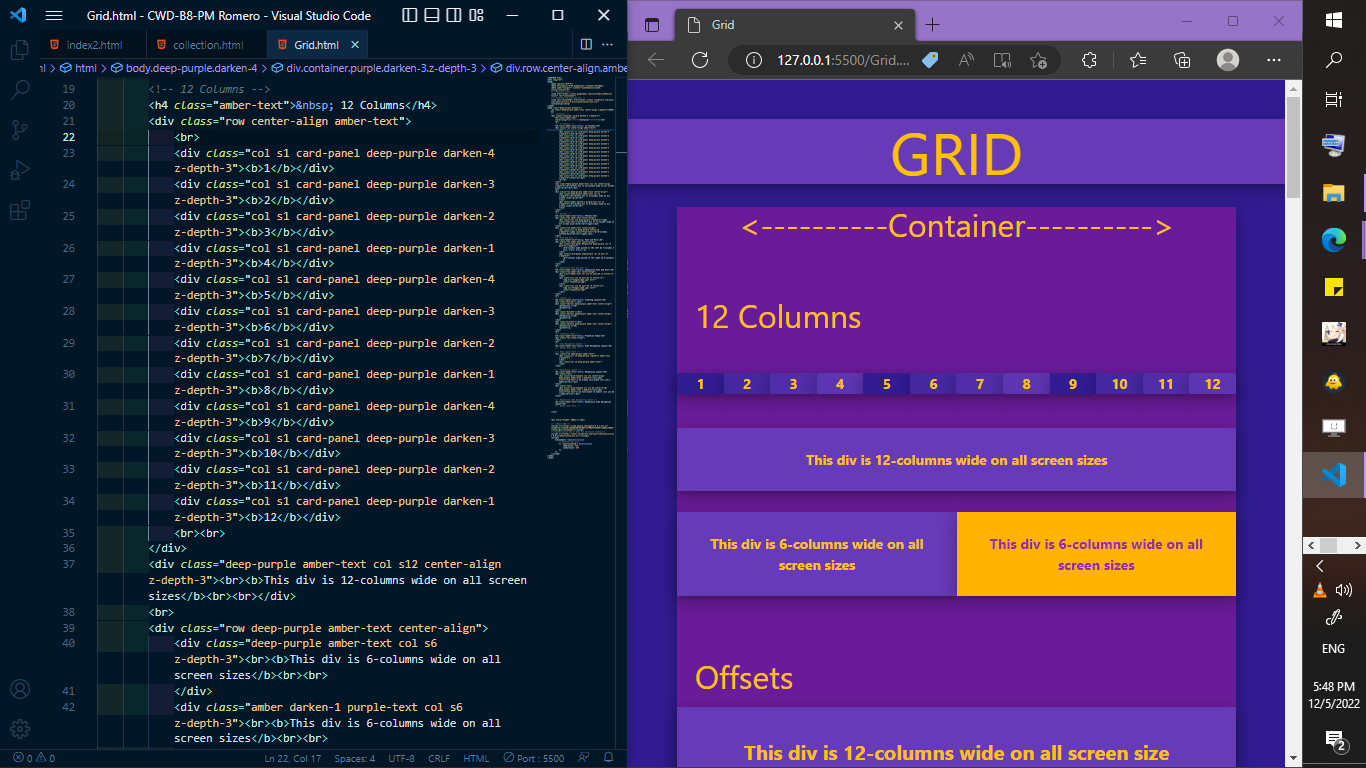 Grid.html - CWD-B8-PM Romero - Visual Studio Code
index2.html
collection.html
Grid.html
html > body.deep-purple.darken-4 > div.container.purple.darken-3.z-depth-3 > div.row.center-align.ambe
19 <!-- 12 Columns -->
20 <h4 class="amber-text">&nbsp; 12 Columns</h4>
21 <div class="row center-align amber-text">
22 <br>
23 <div class="col s1 card-panel deep-purple darken-4
z-depth-3"><b>1</b></div>
24 <div class="col s1 card-panel deep-purple darken-3
z-depth-3"><b>2</b></div>
25 <div class="col s1 card-panel deep-purple darken-2
z-depth-3"><b>3</b></div>
26 <div class="col s1 card-panel deep-purple darken-1
z-depth-3"><b>4</b></div>
27 <div class="col s1 card-panel deep-purple darken-4
z-depth-3"><b>5</b></div>
28 <div class="col s1 card-panel deep-purple darken-3
z-depth-3"><b>6</b></div>
29 <div class="col s1 card-panel deep-purple darken-2
z-depth-3"><b>7</b></div>
30 <div class="col s1 card-panel deep-purple darken-1
z-depth-3"><b>8</b></div>
31 <div class="col s1 card-panel deep-purple darken-4
z-depth-3"><b>9</b></div>
32 <div class="col s1 card-panel deep-purple darken-3
z-depth-3"><b>10</b></div>
33 <div class="col s1 card-panel deep-purple darken-2
z-depth-3"><b>11</b></div>
34 <div class="col s1 card-panel deep-purple darken-1
z-depth-3"><b>12</b></div>
35 <br><br>
36 </div>
37 <div class="deep-purple amber-text col s12 center-align
z-depth-3"><br><b>This div is 12-columns wide on all screen
sizes</b><br><br></div>
38 <br>
39 <div class="row deep-purple amber-text center-align">
40 <div class="deep-purple amber-text col s6
z-depth-3"><br><b>This div is 6-columns wide on all
screen sizes</b><br><br>
41 </div>
42 <div class="amber darken-1 purple-text col s6
z-depth-3"><br><b>This div is 6-columns wide on all
screen sizes</b><br><br>
0 0
Ln 22, Col 17
Spaces: 4
UTF-8
CRLF
HTML
Port : 5500
Grid
127.0.0.1:5500/Grid....
GRID
<----------Container---------->
12 Columns
1 2 3 4 5 6 7 8 9 10 11 12
This div is 12-columns wide on all screen sizes
This div is 6-columns wide on all
screen sizes
This div is 6-columns wide on all
screen sizes
Offsets
This div is 12-columns wide on all screen size
ENG
5:48 PM
12/5/2022
2